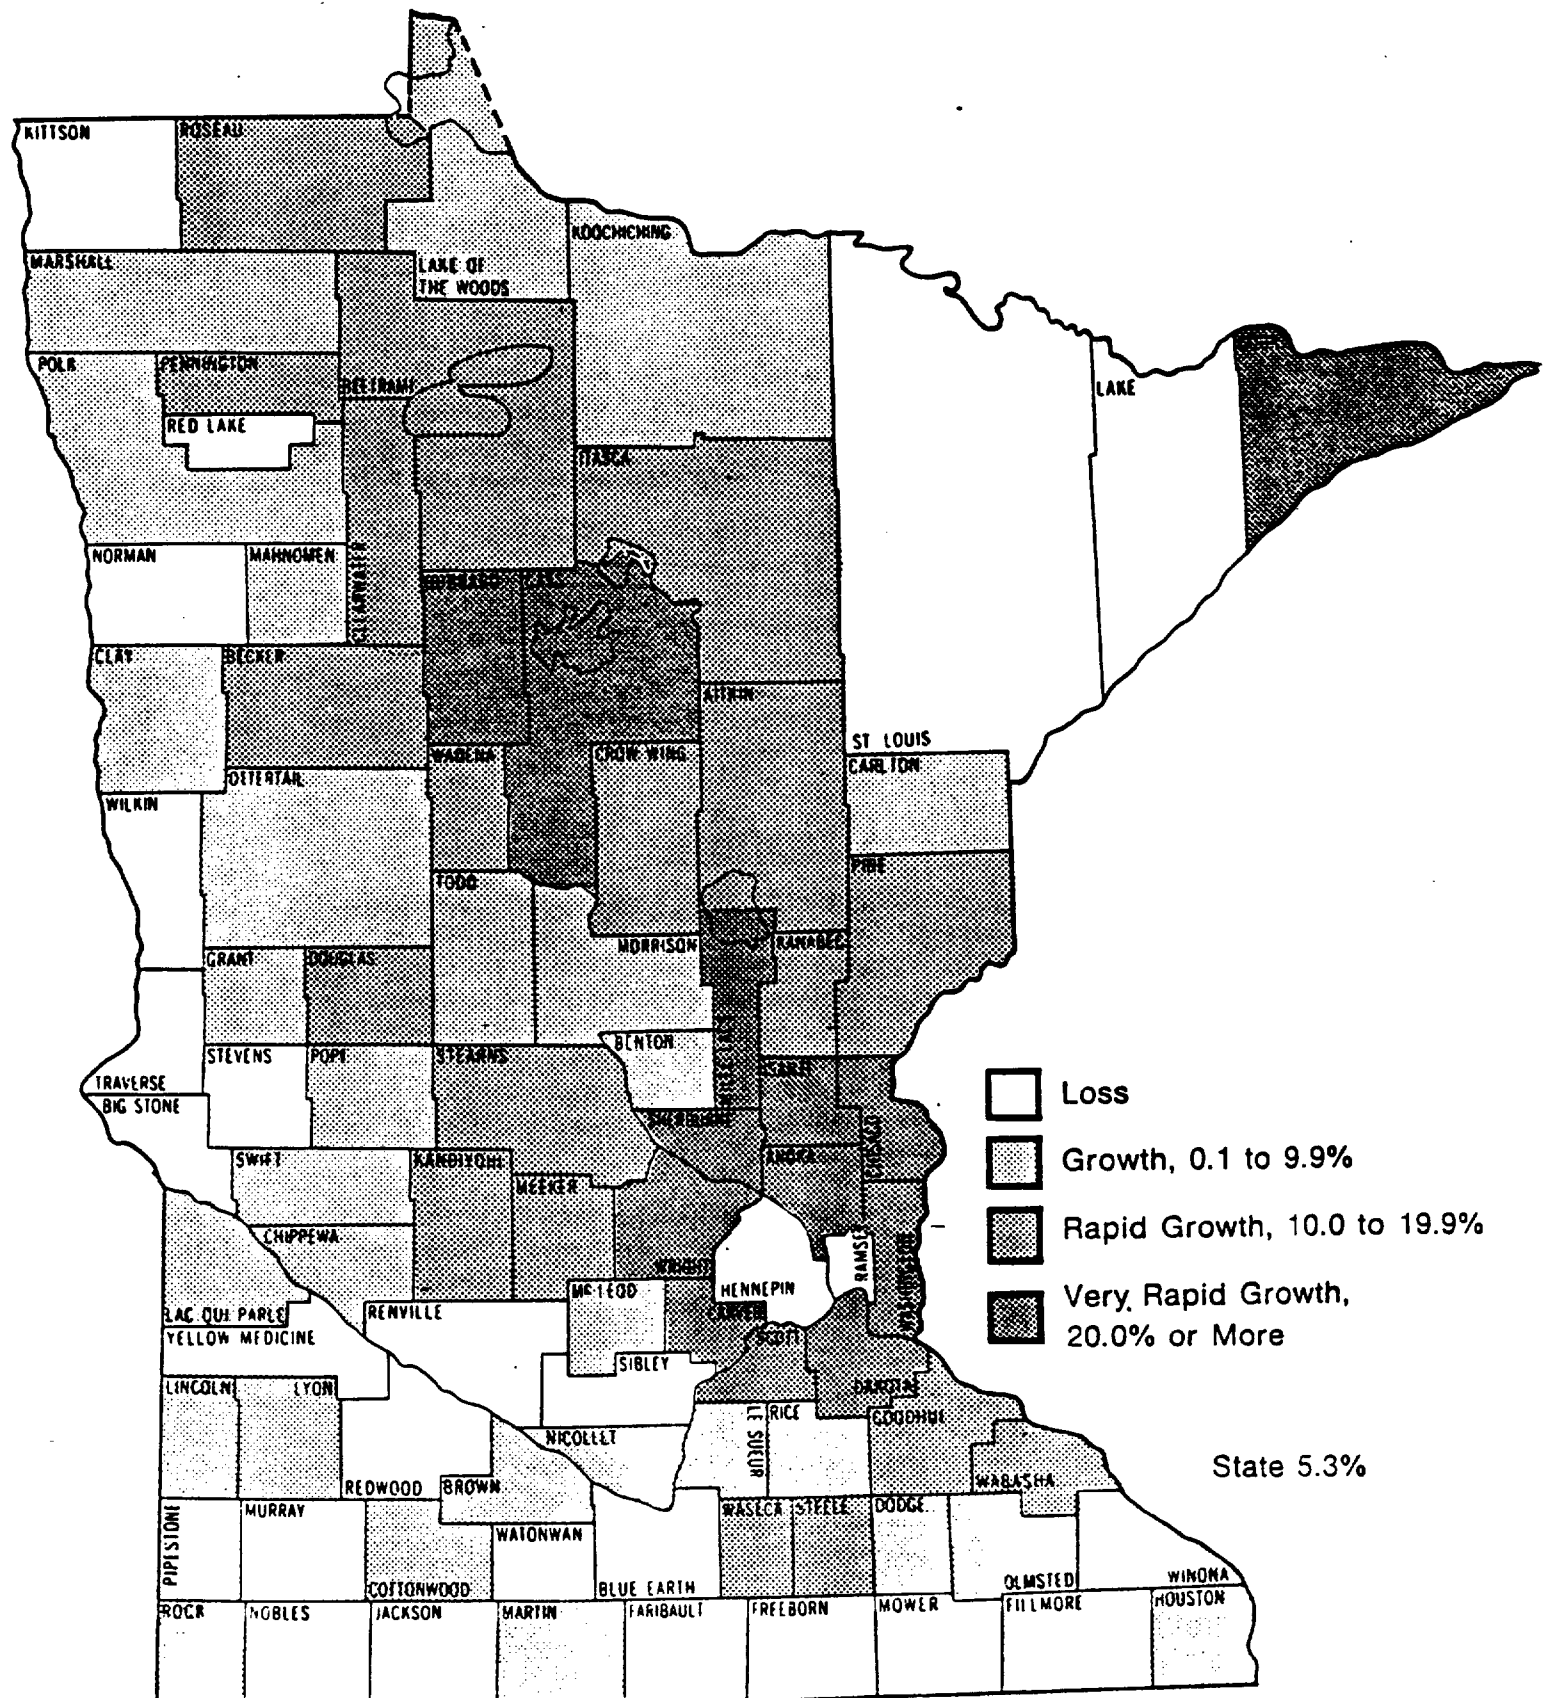 KITTSON
ROSEAU
KOOCHICHING
MARSHALL
LAKE OF
THE WOODS
POLK
PENNINGTON
BELTRAMI
LAKE
RED LAKE
ITASCA
NORMAN
MAHNOMEN
CLEARWATER
HUBBARD
CASS
CLAY
BECKER
AITKIN
ST LOUIS
WADENA
CROW WING
CARLTON
OTTERTAIL
WILKIN
PINE
TODD
MORRISON
KANABEC
GRANT
DOUGLAS
MILLE LACS
BENTON
STEVENS
POPE
STEARNS
ISANTI
TRAVERSE
BIG STONE
Loss
SHERBURNE
CHISAGO
SWIFT
KANDIYOHI
ANOKA
Growth, 0.1 to 9.9%
MEEKER
CHIPPEWA
Rapid Growth, 10.0 to 19.9%
RAMSEY
WASHINGTON
WRIGHT
HENNEPIN
MC LEOD
Very Rapid Growth,
20.0% or More
LAC QUI PARLE
RENVILLE
CARVER
YELLOW MEDICINE
SCOTT
SIBLEY
LINCOLN
LYON
DAKOTA
LE SUEUR
RICE
GOODHUE
NICOLLET
State 5.3%
REDWOOD
BROWN
WABASHA
MURRAY
WASECA
STEELE
DODGE
PIPESTONE
WATONWAN
COTTONWOOD
BLUE EARTH
OLMSTED
WINONA
ROCK
NOBLES
JACKSON
MARTIN
FARIBAULT
FREEBORN
MOWER
FILLMORE
HOUSTON